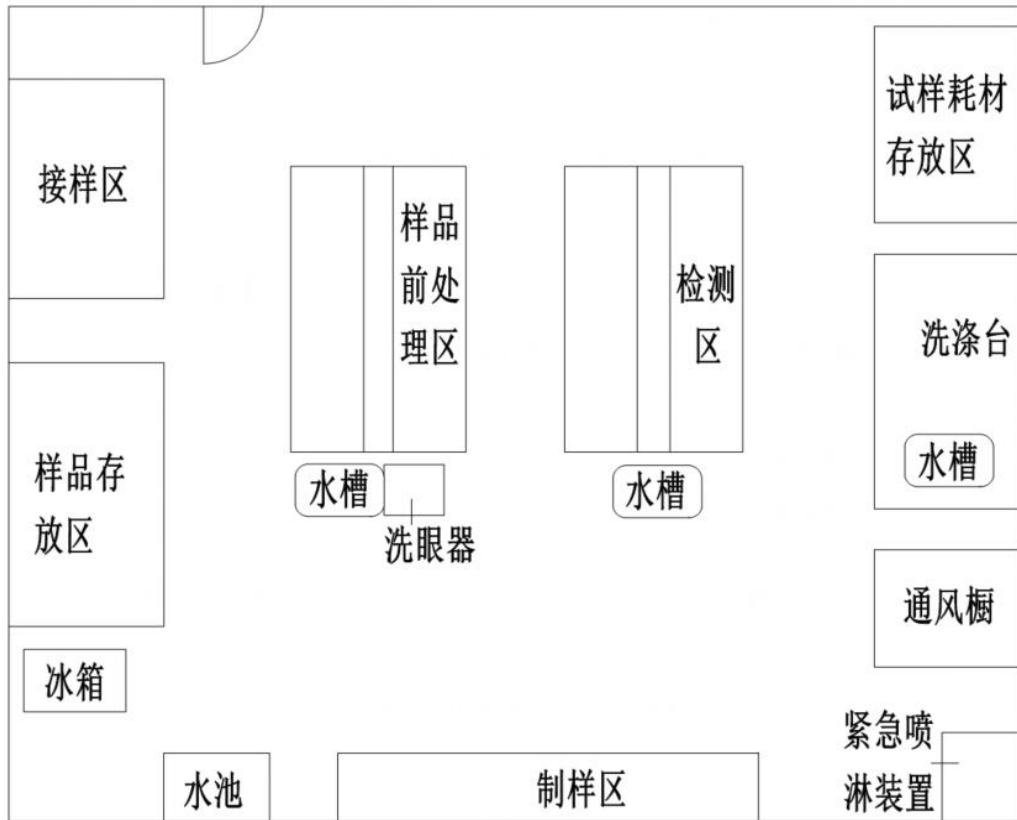 接样区
样品
前处
理区
检测
区
试样耗材
存放区
洗涤台
水槽
样品存
放区
水槽
洗眼器
水槽
通风橱
冰箱
紧急喷
淋装置
水池
制样区